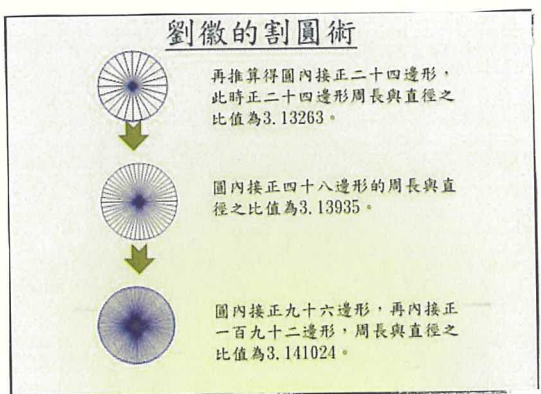 劉徽的割圓術
再推算得圓內接正二十四邊形，
此時正二十四邊形周長與直徑之
比值為3.13263。
圓內接正四十八邊形的周長與直
徑之比值為3.13935。
圓內接正九十六邊形，再內接正
一百九十二邊形，周長與直徑之
比值為3.141024。